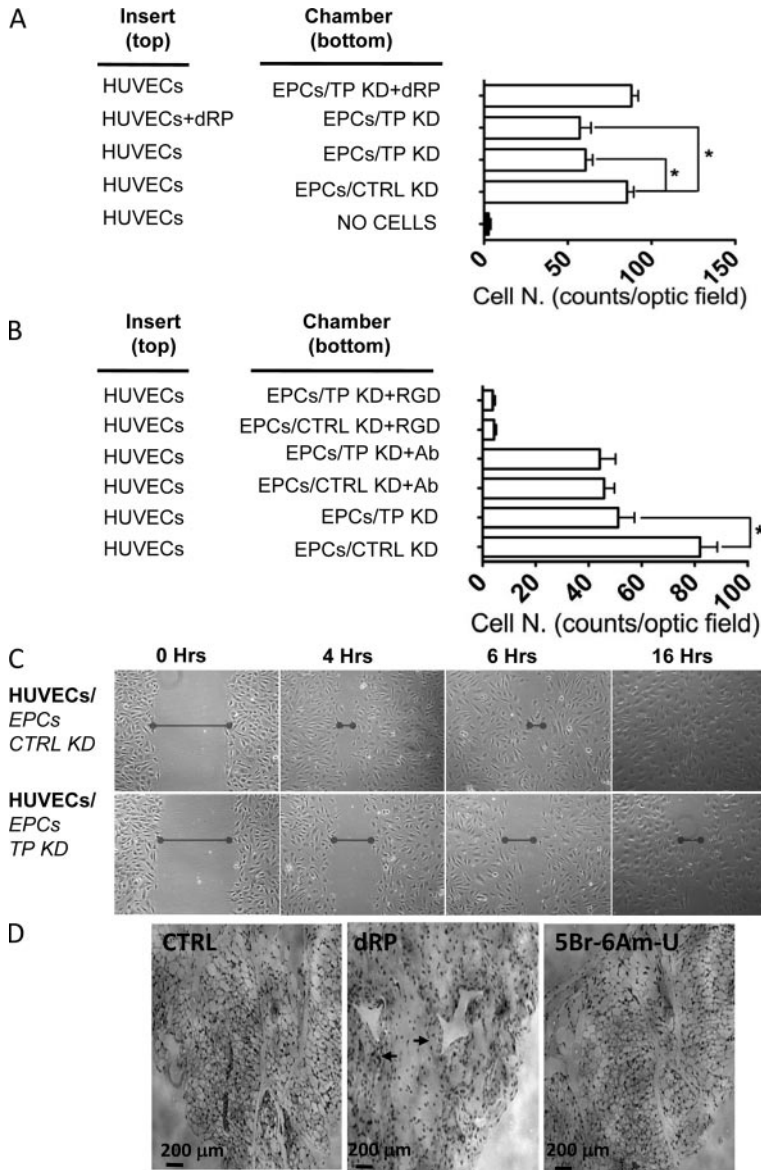 A
Insert Chamber
(top) (bottom)
HUVECs EPCs/TP KD+dRP
HUVECs+dRP EPCs/TP KD
HUVECs EPCs/TP KD
HUVECs EPCs/CTRL KD
HUVECs NO CELLS
* *
0 50 100 150
Cell N. (counts/optic field)
B
Insert Chamber
(top) (bottom)
HUVECs EPCs/TP KD+RGD
HUVECs EPCs/CTRL KD+RGD
HUVECs EPCs/TP KD+Ab
HUVECs EPCs/CTRL KD+Ab
HUVECs EPCs/TP KD
HUVECs EPCs/CTRL KD
*
0 20 40 60 80 100
Cell N. (counts/optic field)
C
0 Hrs 4 Hrs 6 Hrs 16 Hrs
HUVECs/
EPCs
CTRL KD
HUVECs/
EPCs
TP KD
D
CTRL dRP 5Br-6Am-U
200 µm 200 µm 200 µm